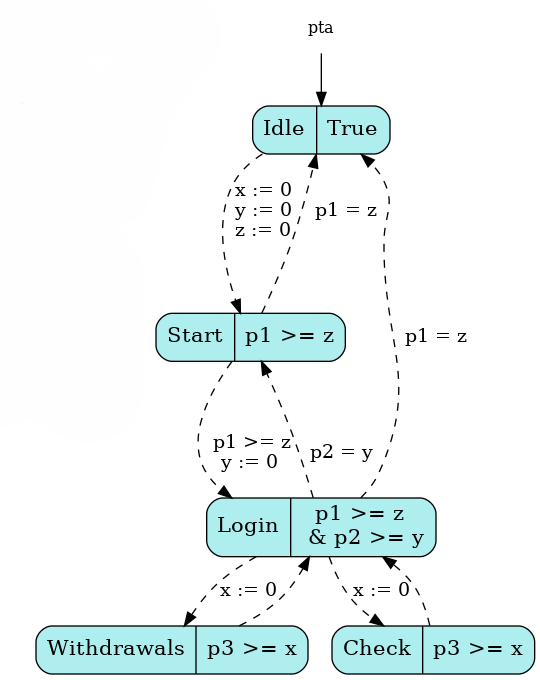 pta
Idle True
x := 0
y := 0 p1 = z
z := 0
Start p1 >= z
p1 = z
p1 >= z
y := 0
p2 = y
Login p1 >= z
& p2 >= y
x := 0 x := 0
Withdrawals p3 >= x Check p3 >= x